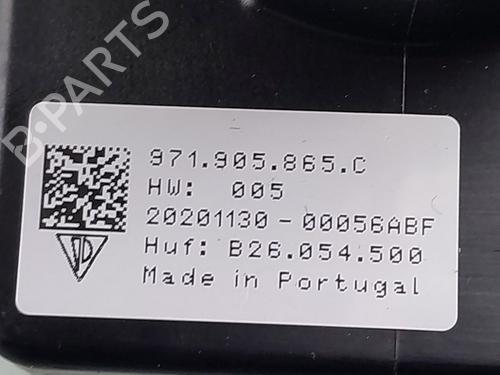 B-PARTS
971.905.865.C
HW: 005
20201130-00056ABF
Huf: B26.054.500
Made in Portugal